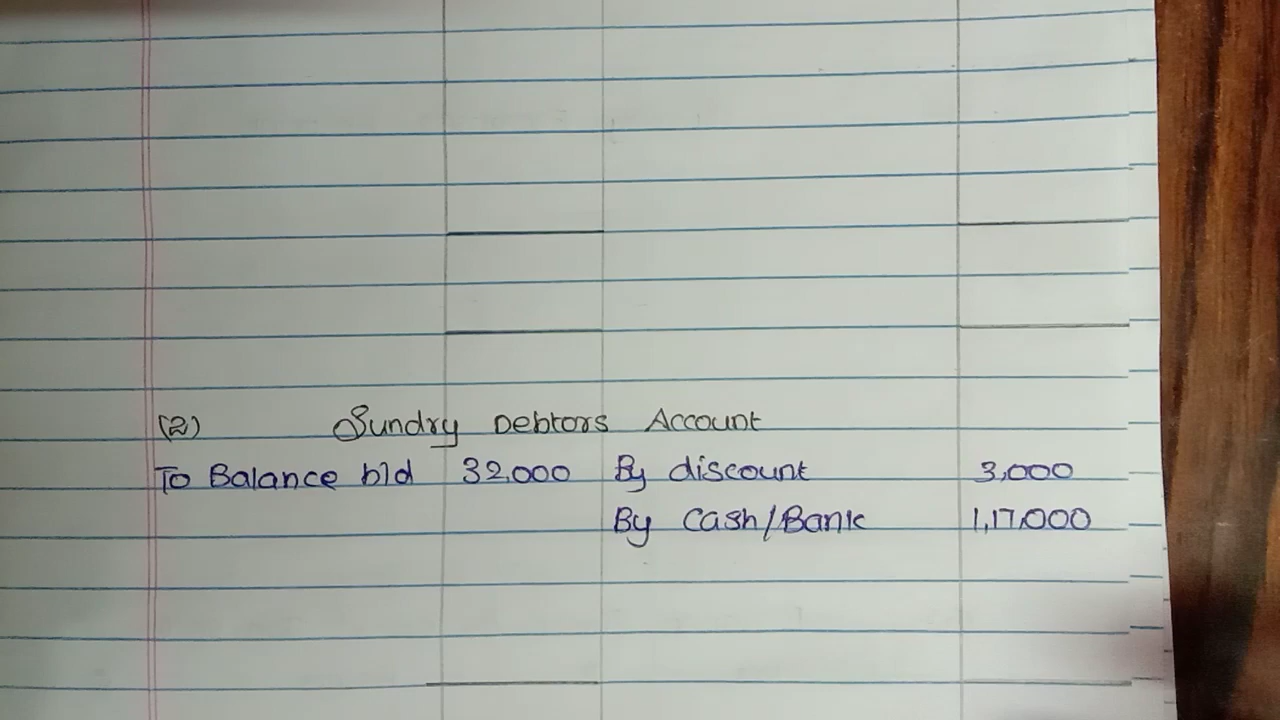 (2) Sundry Debtors Account
To Balance b/d 32,000 By discount 3,000
By Cash/Bank 1,17,000